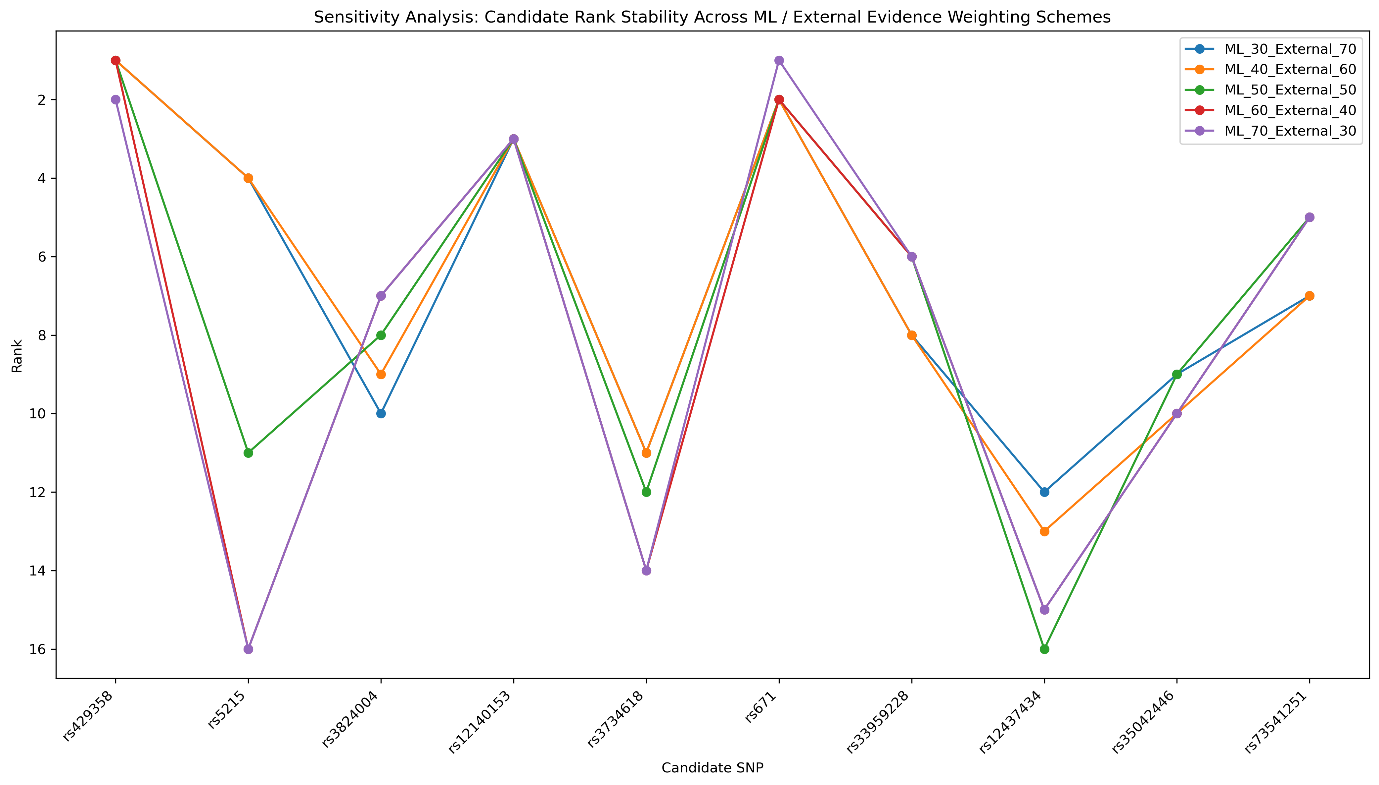 Sensitivity Analysis: Candidate Rank Stability Across ML / External Evidence Weighting Schemes
ML_30_External_70
ML_40_External_60
ML_50_External_50
ML_60_External_40
ML_70_External_30
Rank
2
4
6
8
10
12
14
16
rs429358
rs5215
rs3824004
rs12140153
rs3734618
rs671
rs33959228
rs12437434
rs35042446
rs73541251
Candidate SNP